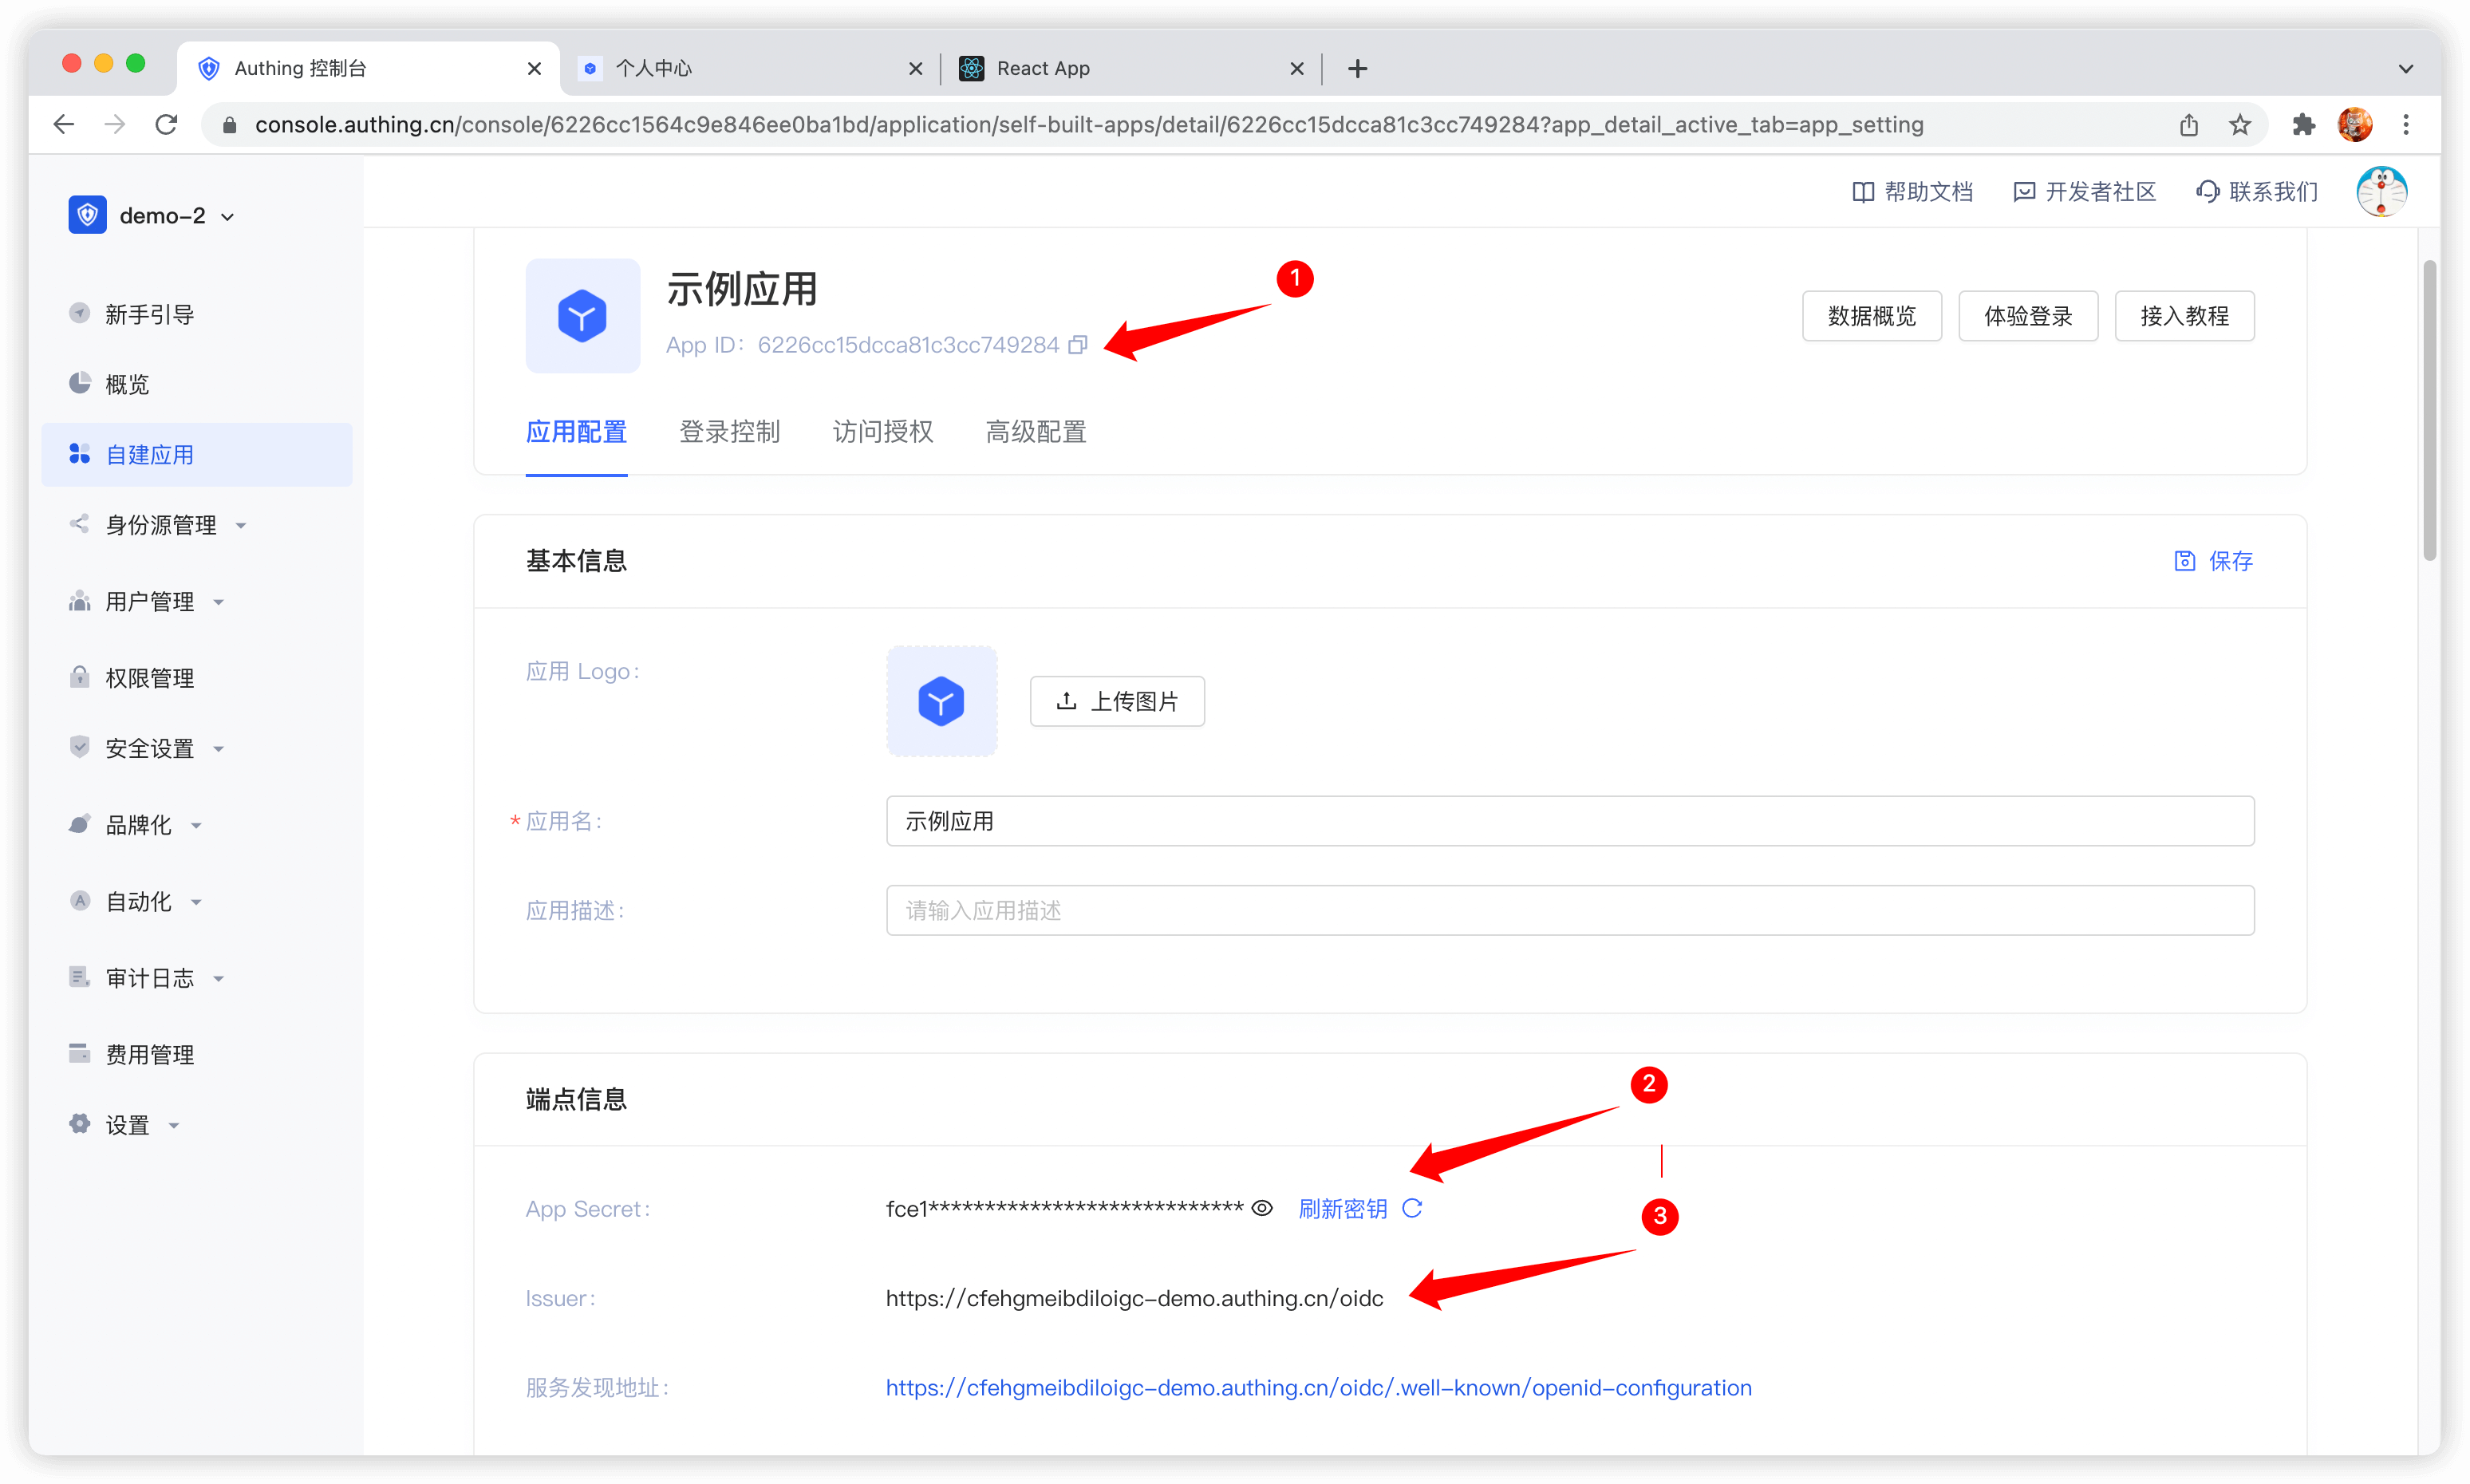 Authing 控制台
个人中心
React App
console.authing.cn/console/6226cc1564c9e846ee0ba1bd/application/self-built-apps/detail/6226cc15dcca81c3cc749284?app_detail_active_tab=app_setting
帮助文档 开发者社区 联系我们
demo-2
新手引导
概览
自建应用
身份源管理
用户管理
权限管理
安全设置
品牌化
自动化
审计日志
费用管理
设置
示例应用
1
App ID: 6226cc15dcca81c3cc749284
数据概览 体验登录 接入教程
应用配置 登录控制 访问授权 高级配置
基本信息
保存
应用 Logo:
上传图片
* 应用名:
示例应用
应用描述:
请输入应用描述
端点信息
2
App Secret: fce1**************************** 刷新密钥
3
Issuer: https://cfehgmeibdiloigc-demo.authing.cn/oidc
服务发现地址: https://cfehgmeibdiloigc-demo.authing.cn/oidc/.well-known/openid-configuration